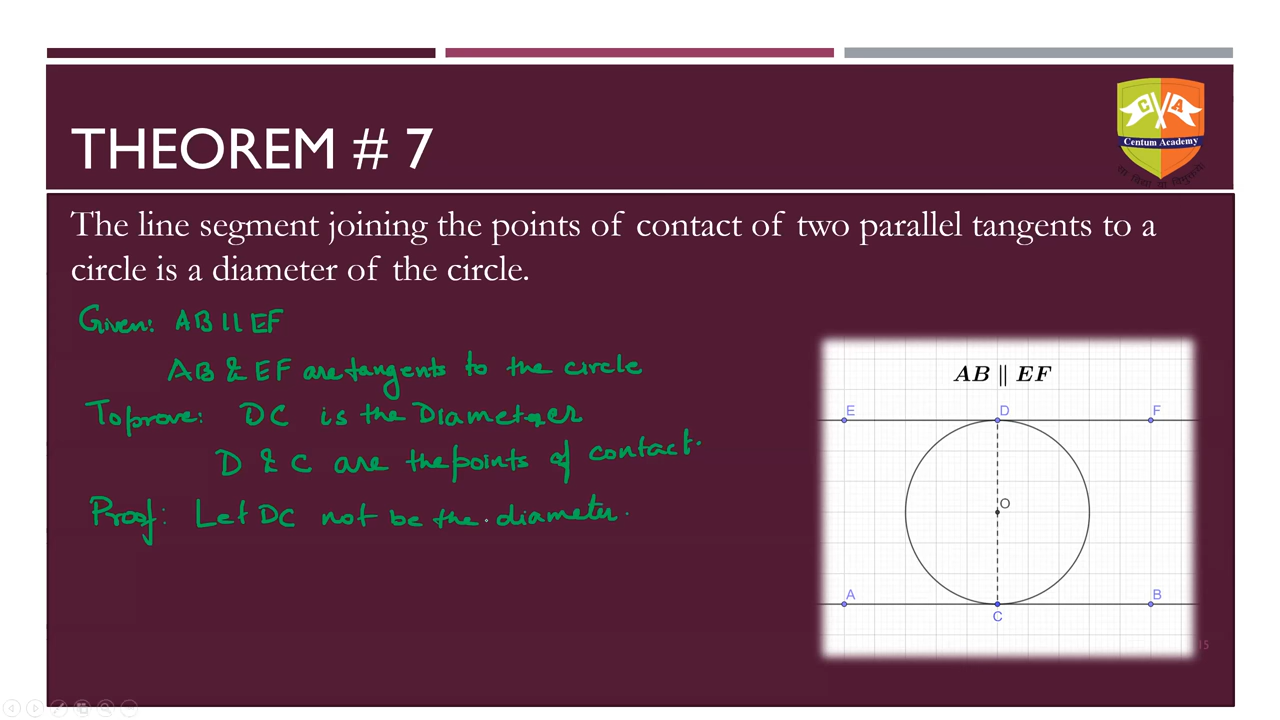 THEOREM # 7
C A
Centum Academy
The line segment joining the points of contact of two parallel tangents to a
circle is a diameter of the circle.
Given: AB || EF
AB & EF are tangents to the circle
To prove: DC is the Diameter
D & C are the points of contact.
Proof: Let DC not be the diameter.
AB ∥ EF
E D F
O
A B
C
15